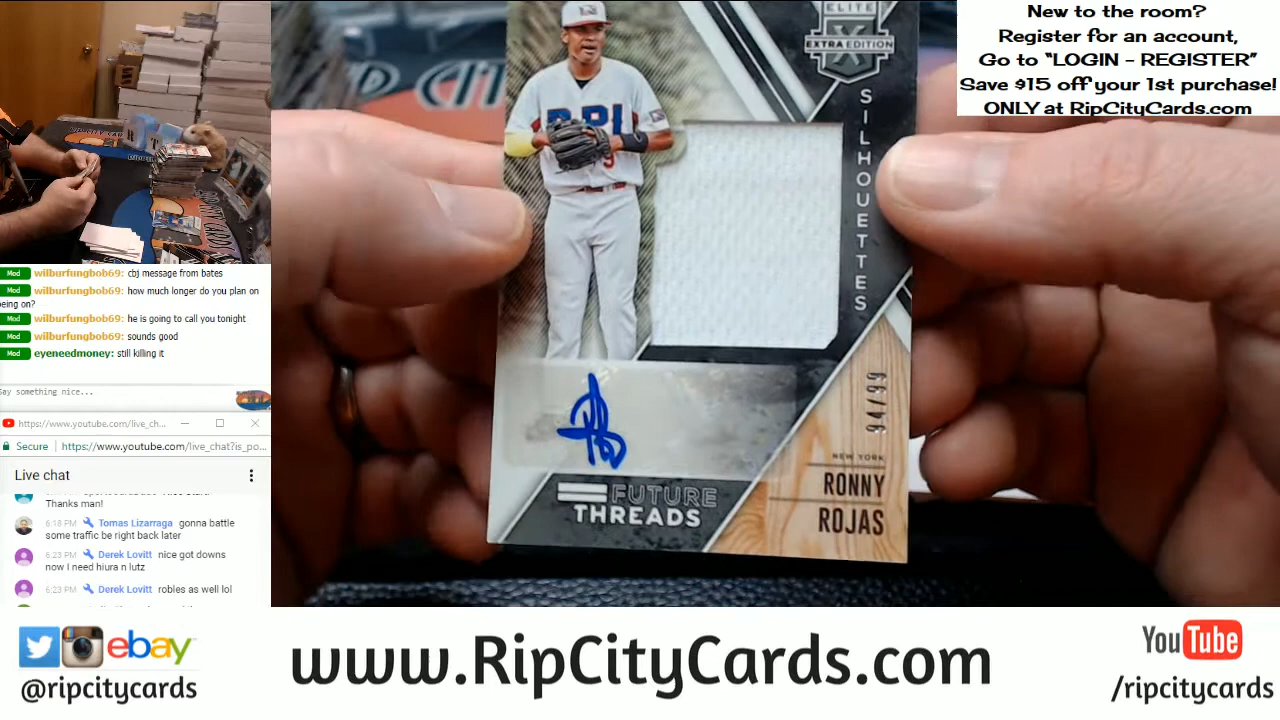 New to the room?
Register for an account,
Go to “LOGIN - REGISTER”
Save $15 off your 1st purchase!
ONLY at RipCityCards.com
ELITE
X
EXTRA EDITION
SILHOUETTES
94/99
NEW YORK
RONNY
ROJAS
FUTURE
THREADS
Mod wilburfungbob69: cbj message from bates
Mod wilburfungbob69: how much longer do you plan on
being on?
Mod wilburfungbob69: he is going to call you tonight
Mod wilburfungbob69: sounds good
Mod eyeneedmoney: still killing it
Say something nice...
https://www.youtube.com/live_ch...
Secure https://www.youtube.com/live_chat?is_po...
Live chat
Thanks man!
6:18 PM Tomas Lizarraga gonna battle
some traffic be right back later
6:23 PM Derek Lovitt nice got downs
now I need hiura n lutz
6:23 PM Derek Lovitt robles as well lol
ebay
@ripcitycards
www.RipCityCards.com
YouTube
/ripcitycards